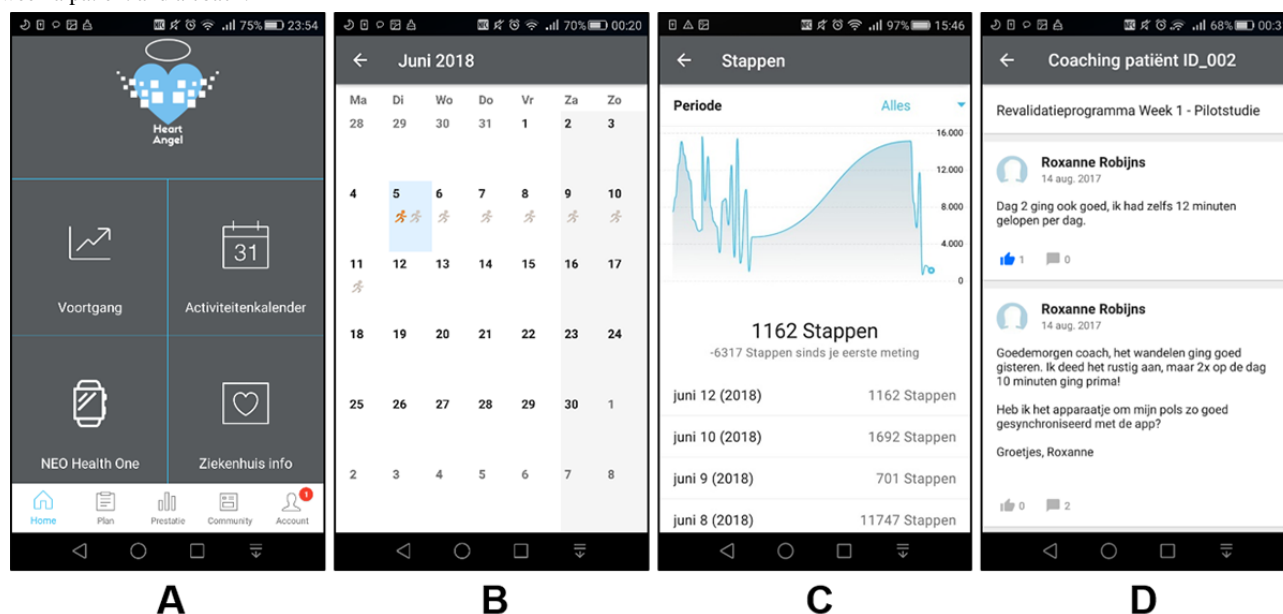 ween a patient and a coach.
75% 23:54
Heart
Angel
Voortgang
31
Activiteitenkalender
NEO Health One
Ziekenhuis info
Home
Plan
Prestatie
Community
1
Account
A
70% 00:20
Juni 2018
Ma Di Wo Do Vr Za Zo
28 29 30 31 1 2 3
4 5 6 7 8 9 10
11 12 13 14 15 16 17
18 19 20 21 22 23 24
25 26 27 28 29 30 1
2 3 4 5 6 7 8
B
97% 15:46
Stappen
Periode Alles
16.000
12.000
8.000
4.000
0
1162 Stappen
-6317 Stappen sinds je eerste meting
juni 12 (2018) 1162 Stappen
juni 10 (2018) 1692 Stappen
juni 9 (2018) 701 Stappen
juni 8 (2018) 11747 Stappen
C
68% 00:3
Coaching patiënt ID_002
Revalidatieprogramma Week 1 - Pilotstudie
Roxanne Robijns
14 aug. 2017
Dag 2 ging ook goed, ik had zelfs 12 minuten
gelopen per dag.
1 0
Roxanne Robijns
14 aug. 2017
Goedemorgen coach, het wandelen ging goed
gisteren. Ik deed het rustig aan, maar 2x op de dag
10 minuten ging prima!
Heb ik het apparaatje om mijn pols zo goed
gesynchroniseerd met de app?
Groetjes, Roxanne
0 2
D